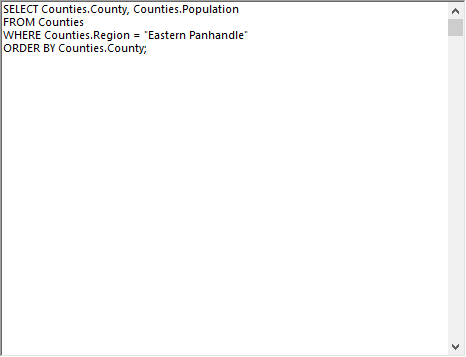 SELECT Counties.County, Counties.Population
FROM Counties
WHERE Counties.Region = "Eastern Panhandle"
ORDER BY Counties.County;